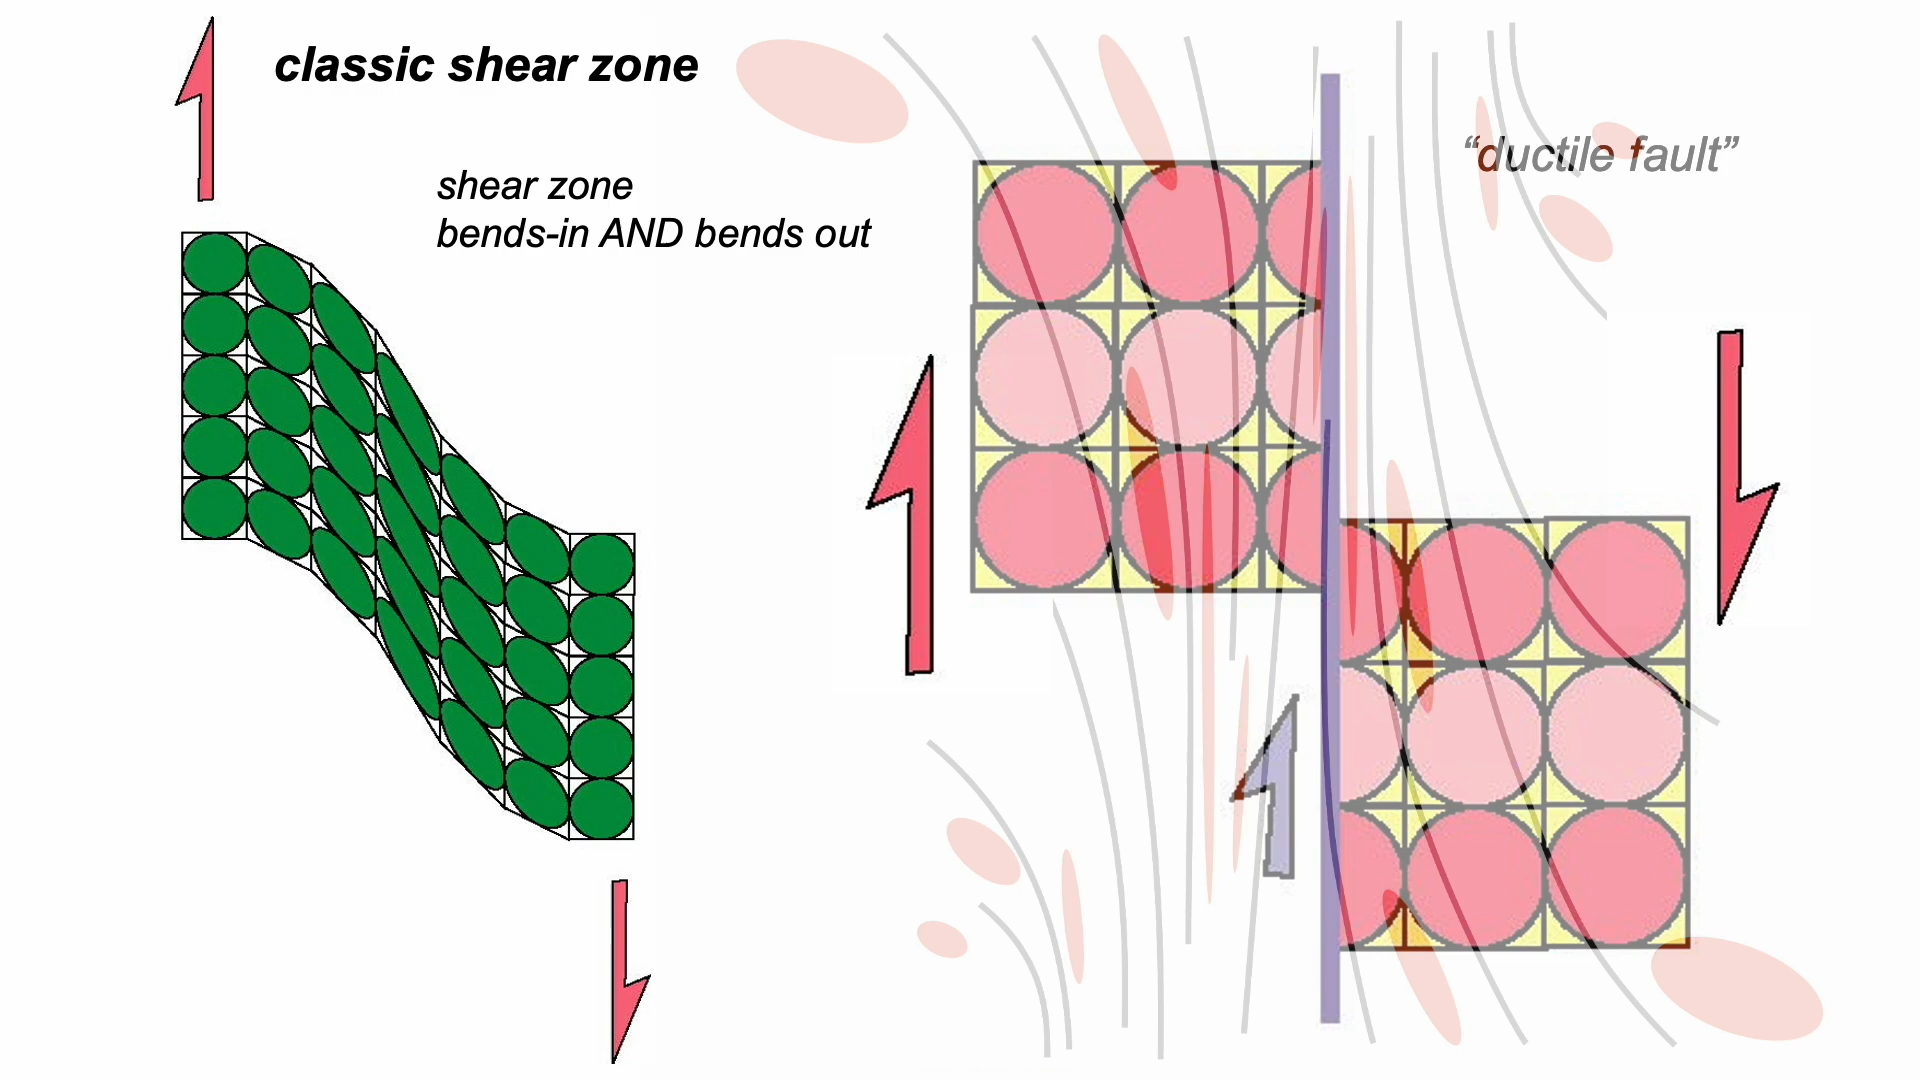 classic shear zone
shear zone
bends-in AND bends out
“ductile fault”